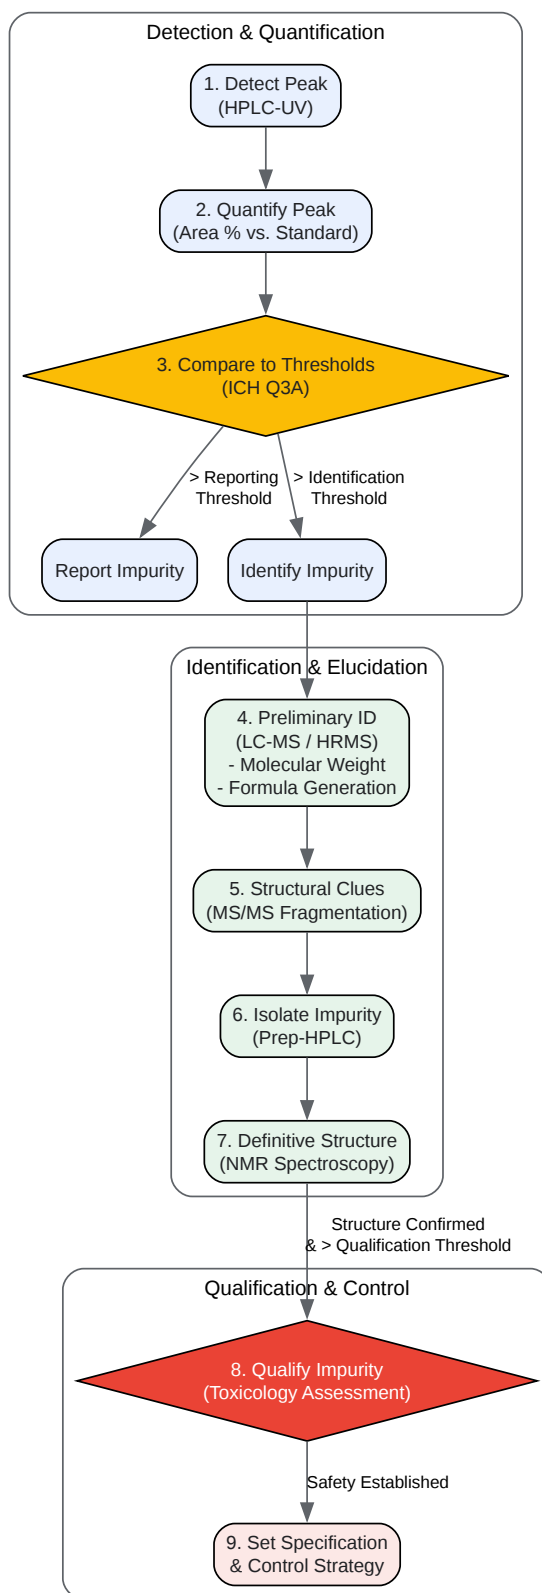 Detection & Quantification
1. Detect Peak
(HPLC-UV)
2. Quantify Peak
(Area % vs. Standard)
3. Compare to Thresholds
(ICH Q3A)
> Reporting
Threshold
> Identification
Threshold
Report Impurity
Identify Impurity
Identification & Elucidation
4. Preliminary ID
(LC-MS / HRMS)
- Molecular Weight
- Formula Generation
5. Structural Clues
(MS/MS Fragmentation)
6. Isolate Impurity
(Prep-HPLC)
7. Definitive Structure
(NMR Spectroscopy)
Structure Confirmed
& > Qualification Threshold
Qualification & Control
8. Qualify Impurity
(Toxicology Assessment)
Safety Established
9. Set Specification
& Control Strategy